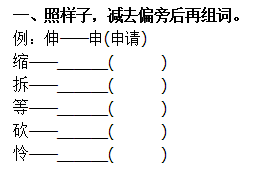 一、照样子，减去偏旁后再组词。
例：伸——申(申请)
缩——______(      )
拆——______(      )
等——______(      )
砍——______(      )
怜——______(      )